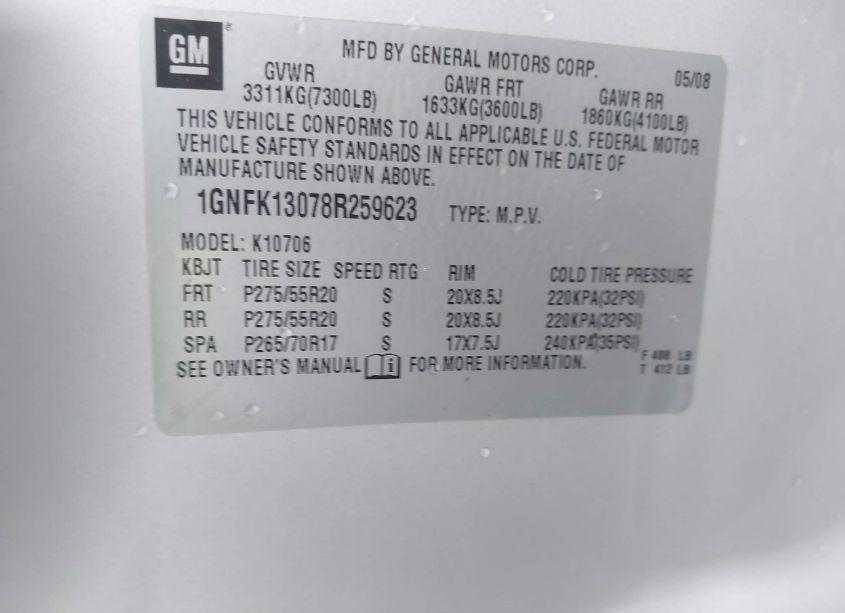 GM ®
MFD BY GENERAL MOTORS CORP. 05/08
GVWR GAWR FRT GAWR RR
3311KG(7300LB) 1633KG(3600LB) 1860KG(4100LB)
THIS VEHICLE CONFORMS TO ALL APPLICABLE U.S. FEDERAL MOTOR
VEHICLE SAFETY STANDARDS IN EFFECT ON THE DATE OF
MANUFACTURE SHOWN ABOVE.
1GNFK13078R259623 TYPE: M.P.V.
MODEL: K10706
KBJT TIRE SIZE SPEED RTG RIM COLD TIRE PRESSURE
FRT P275/55R20 S 20X8.5J 220KPA(32PSI)
RR P275/55R20 S 20X8.5J 220KPA(32PSI)
SPA P265/70R17 S 17X7.5J 240KPA(35PSI)
SEE OWNER'S MANUAL i FOR MORE INFORMATION.
F 488 LB
T 412 LB